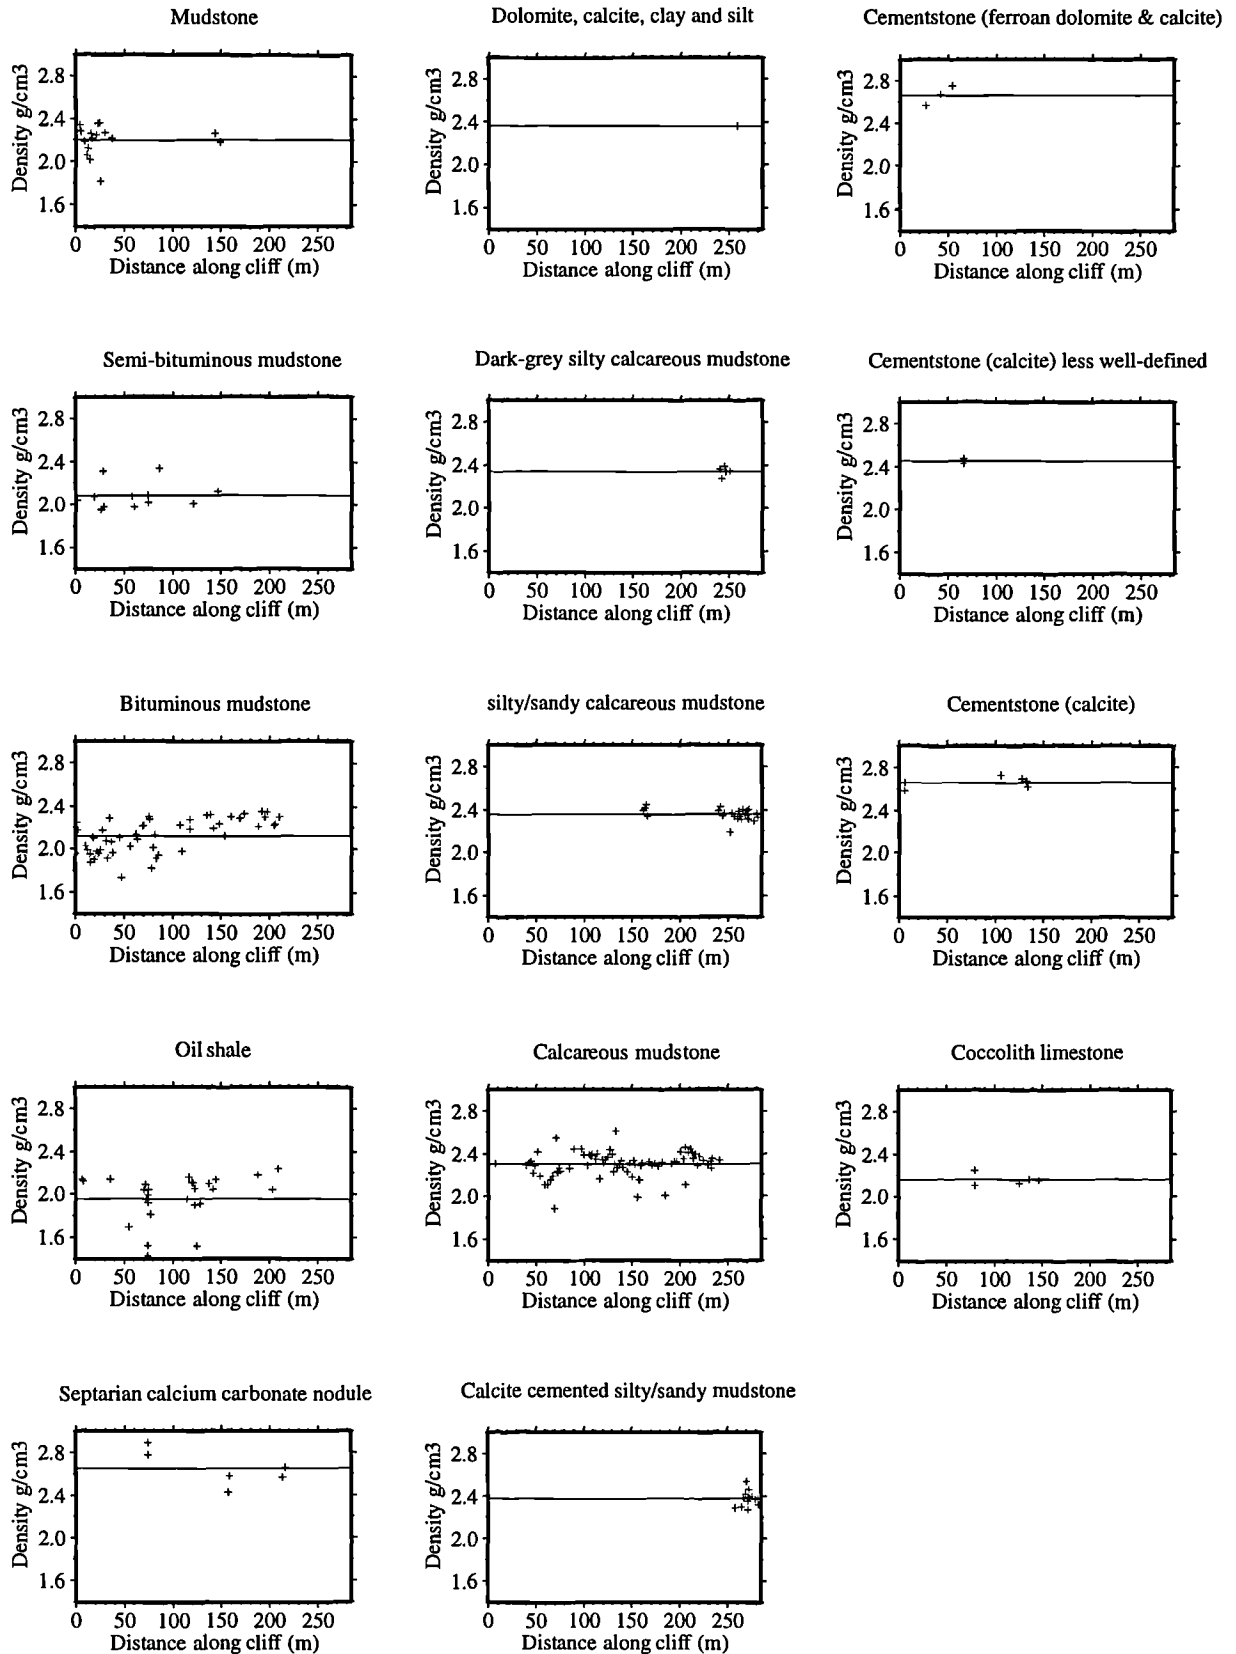 Mudstone
Density g/cm3
2.8
2.4
2.0
1.6
0 50 100 150 200 250
Distance along cliff (m)
Dolomite, calcite, clay and silt
Density g/cm3
2.8
2.4
2.0
1.6
0 50 100 150 200 250
Distance along cliff (m)
Cementstone (ferroan dolomite & calcite)
Density g/cm3
2.8
2.4
2.0
1.6
0 50 100 150 200 250
Distance along cliff (m)
Semi-bituminous mudstone
Density g/cm3
2.8
2.4
2.0
1.6
0 50 100 150 200 250
Distance along cliff (m)
Dark-grey silty calcareous mudstone
Density g/cm3
2.8
2.4
2.0
1.6
0 50 100 150 200 250
Distance along cliff (m)
Cementstone (calcite) less well-defined
Density g/cm3
2.8
2.4
2.0
1.6
0 50 100 150 200 250
Distance along cliff (m)
Bituminous mudstone
Density g/cm3
2.8
2.4
2.0
1.6
0 50 100 150 200 250
Distance along cliff (m)
silty/sandy calcareous mudstone
Density g/cm3
2.8
2.4
2.0
1.6
0 50 100 150 200 250
Distance along cliff (m)
Cementstone (calcite)
Density g/cm3
2.8
2.4
2.0
1.6
0 50 100 150 200 250
Distance along cliff (m)
Oil shale
Density g/cm3
2.8
2.4
2.0
1.6
0 50 100 150 200 250
Distance along cliff (m)
Calcareous mudstone
Density g/cm3
2.8
2.4
2.0
1.6
0 50 100 150 200 250
Distance along cliff (m)
Coccolith limestone
Density g/cm3
2.8
2.4
2.0
1.6
0 50 100 150 200 250
Distance along cliff (m)
Septarian calcium carbonate nodule
Density g/cm3
2.8
2.4
2.0
1.6
0 50 100 150 200 250
Distance along cliff (m)
Calcite cemented silty/sandy mudstone
Density g/cm3
2.8
2.4
2.0
1.6
0 50 100 150 200 250
Distance along cliff (m)